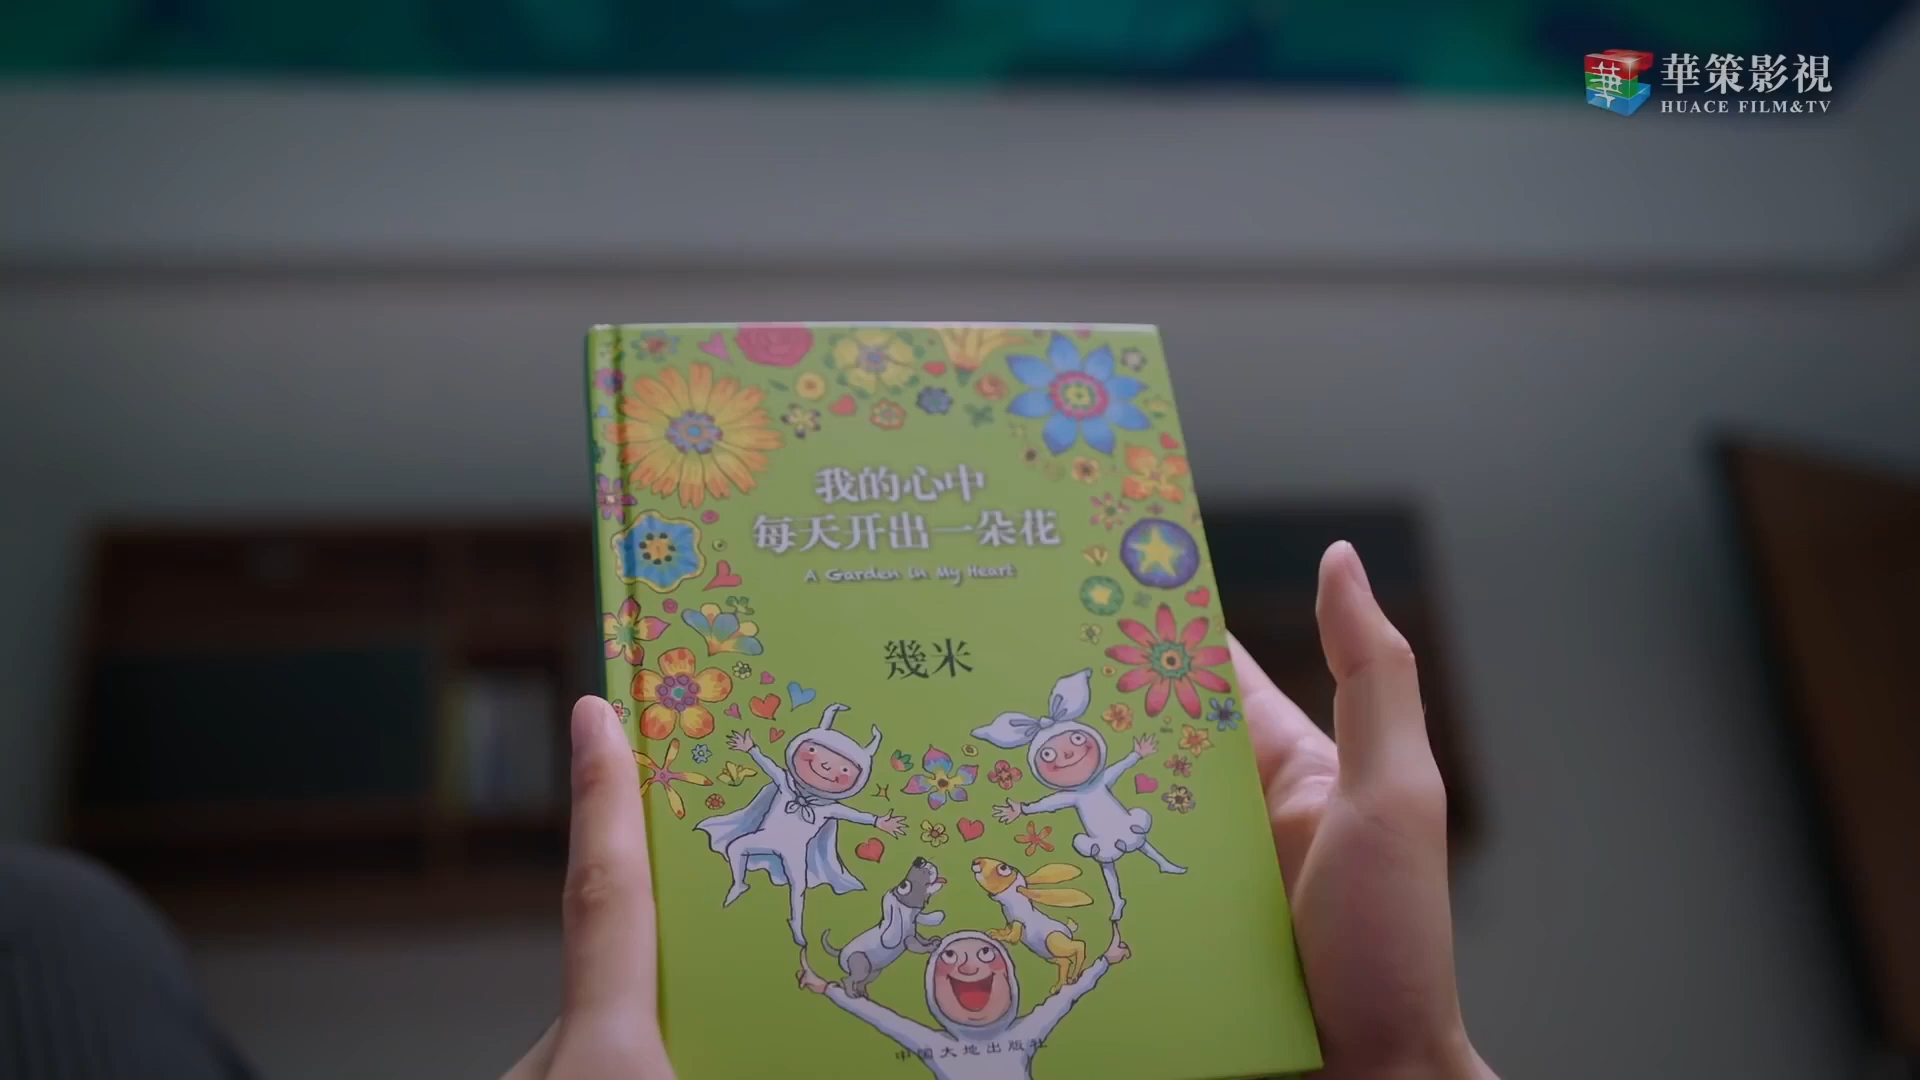 華策影視
HUACE FILM&TV
我的心中
每天开出一朵花
A Garden in My Heart
幾米
中国大地出版社